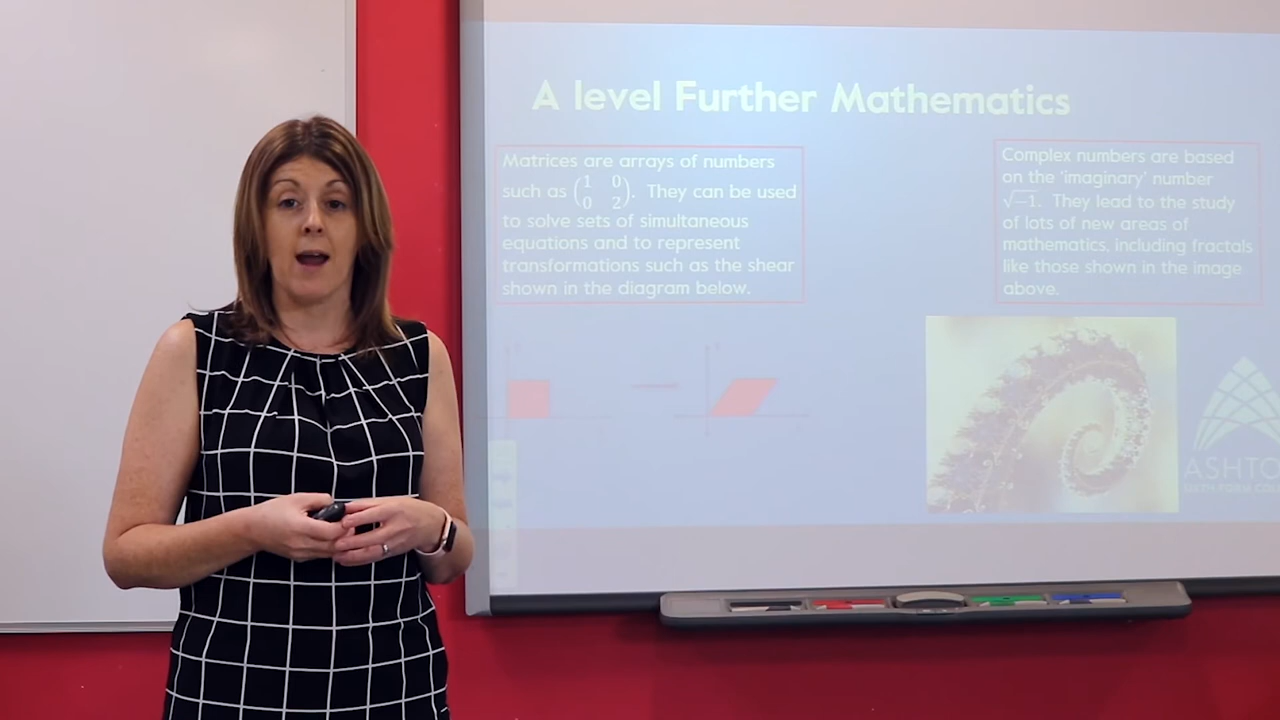 A level Further Mathematics
Matrices are arrays of numbers
such as (1 0
0 2). They can be used
to solve sets of simultaneous
equations and to represent
transformations such as the shear
shown in the diagram below.
Complex numbers are based
on the 'imaginary' number
√-1. They lead to the study
of lots of new areas of
mathematics, including fractals
like those shown in the image
above.
ASHTO
SIXTH FORM COL